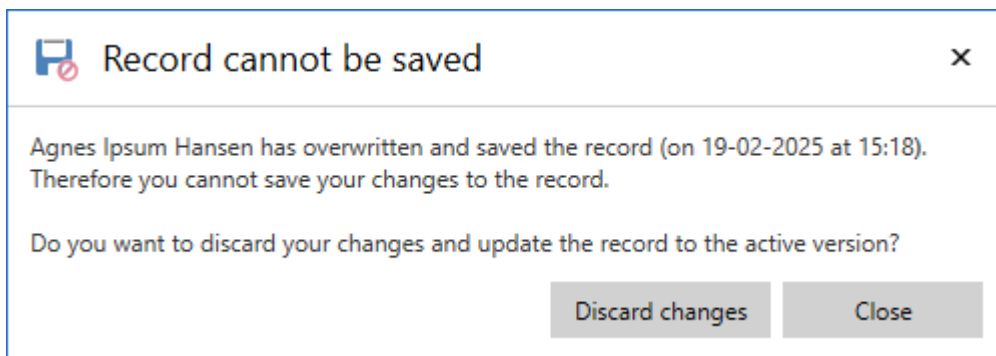 Record cannot be saved
Agnes Ipsum Hansen has overwritten and saved the record (on 19-02-2025 at 15:18).
Therefore you cannot save your changes to the record.
Do you want to discard your changes and update the record to the active version?
Discard changes
Close